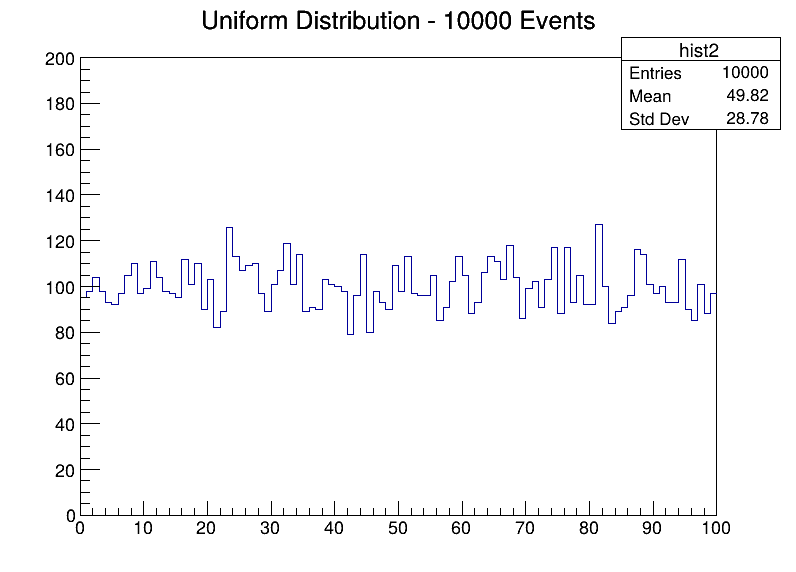 Uniform Distribution - 10000 Events
hist2
Entries 10000
Mean 49.82
Std Dev 28.78
200
180
160
140
120
100
80
60
40
20
0
0 10 20 30 40 50 60 70 80 90 100